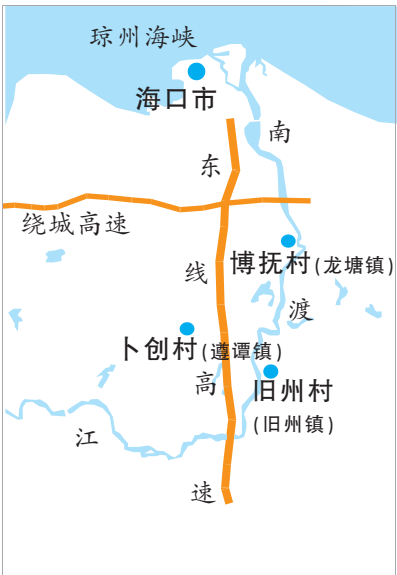 琼州海峡
海口市
南
东
绕城高速
线
博抚村(龙塘镇)
渡
卜创村(遵谭镇)
高
旧州村
(旧州镇)
江
速